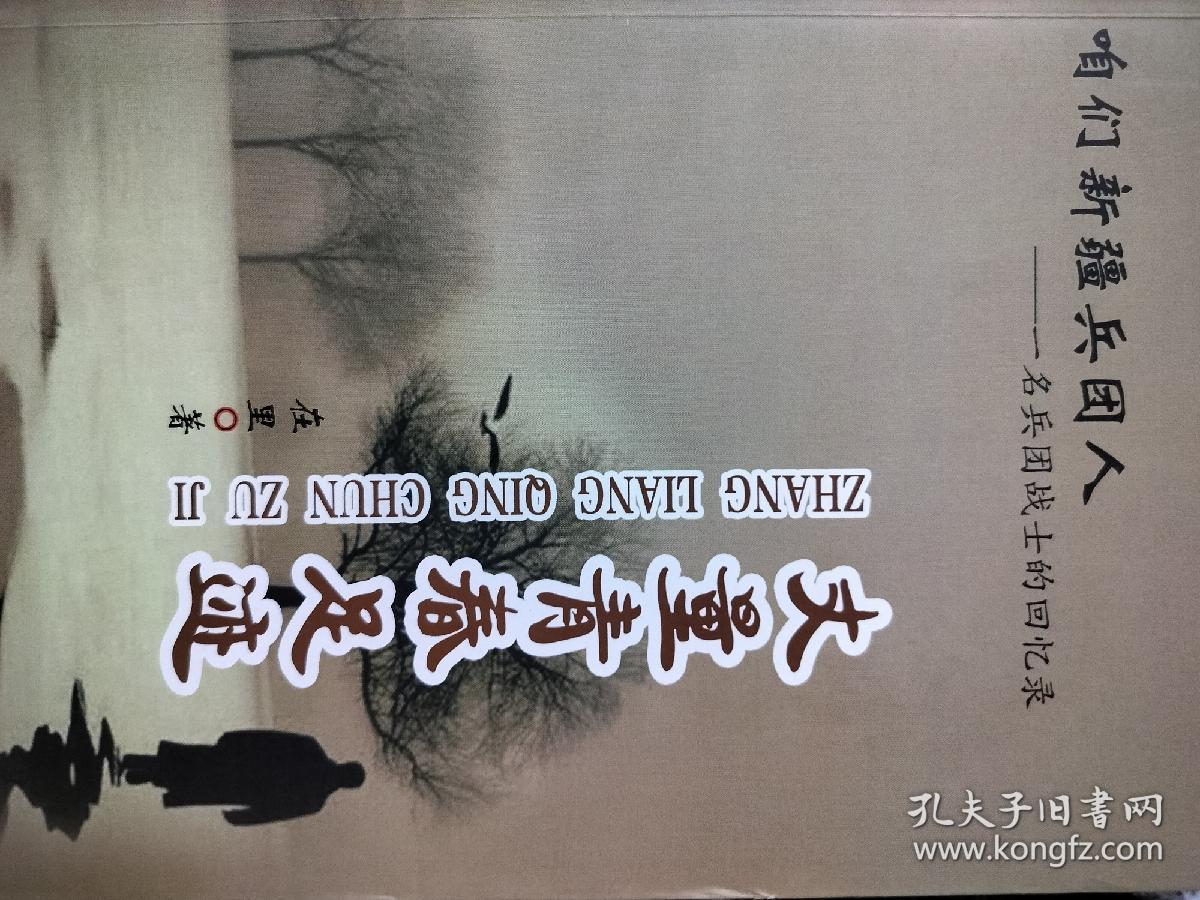 咱们新疆兵团人
——一名兵团战士的回忆录
丈量青春足迹
ZHANG LIANG QING CHUN ZU JI
在里 著
孔夫子旧书网
www.kongfz.com